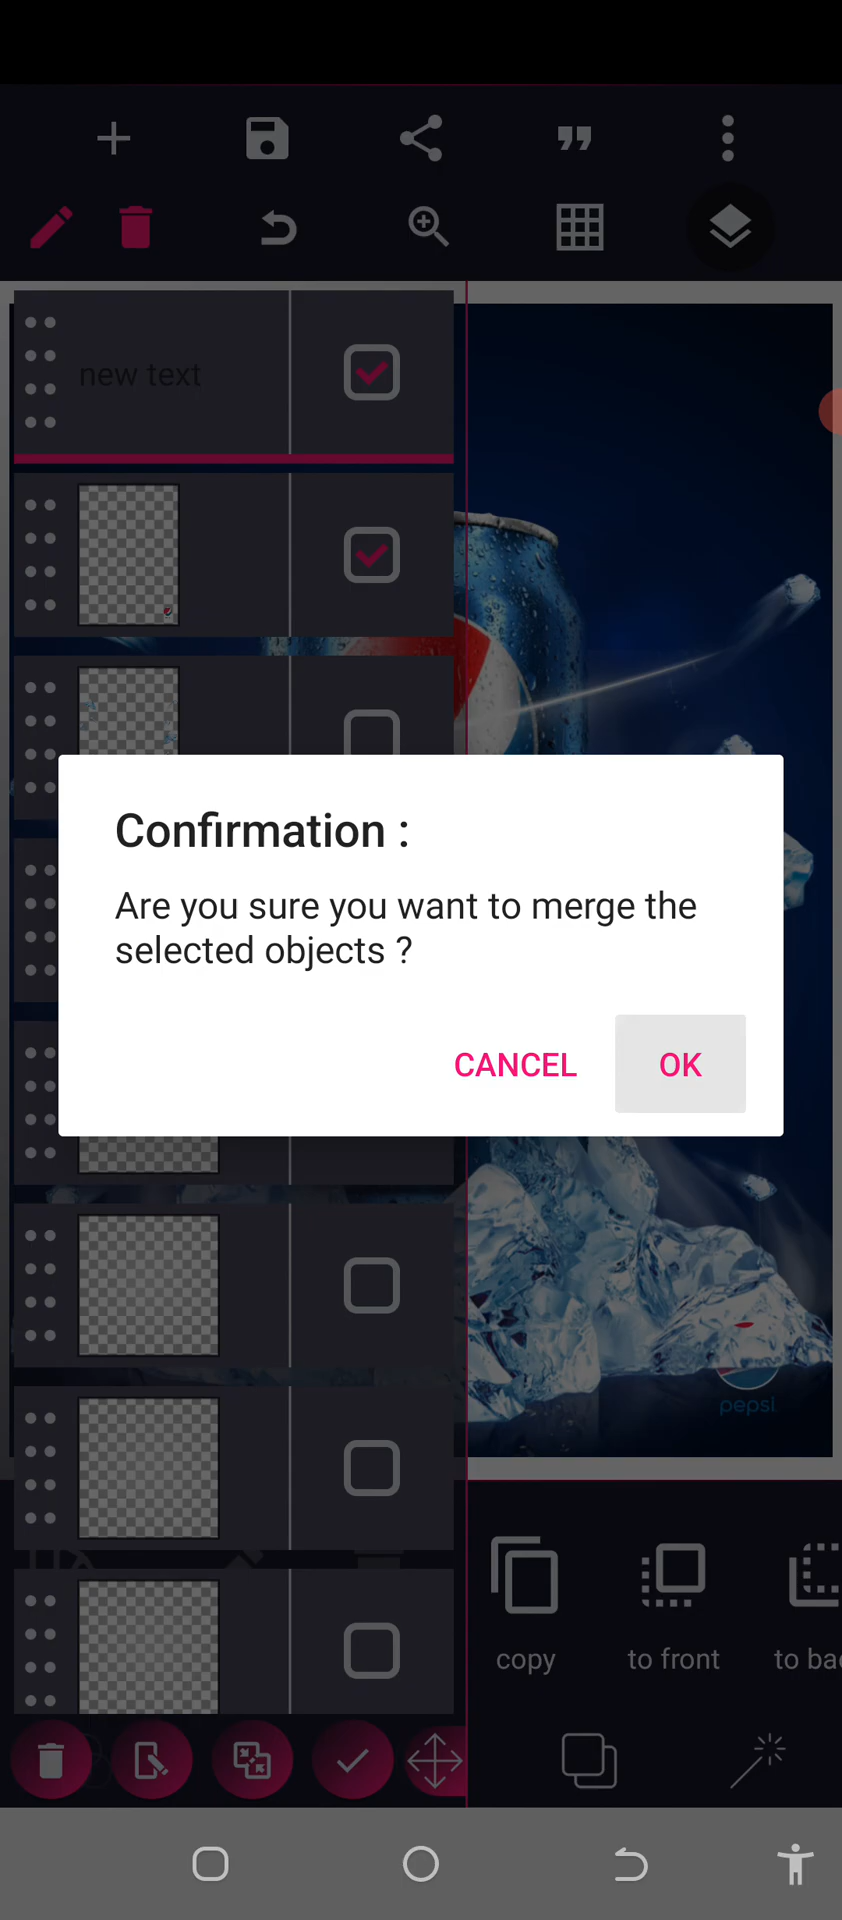 new text
Confirmation :
Are you sure you want to merge the
selected objects ?
CANCEL
OK
pepsi
copy
to front
to ba